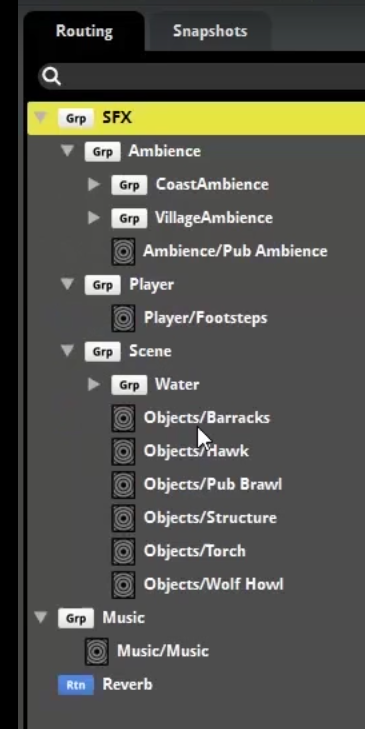 Routing Snapshots
Grp SFX
Grp Ambience
Grp CoastAmbience
Grp VillageAmbience
Ambience/Pub Ambience
Grp Player
Player/Footsteps
Grp Scene
Grp Water
Objects/Barracks
Objects/Hawk
Objects/Pub Brawl
Objects/Structure
Objects/Torch
Objects/Wolf Howl
Grp Music
Music/Music
Rtn Reverb